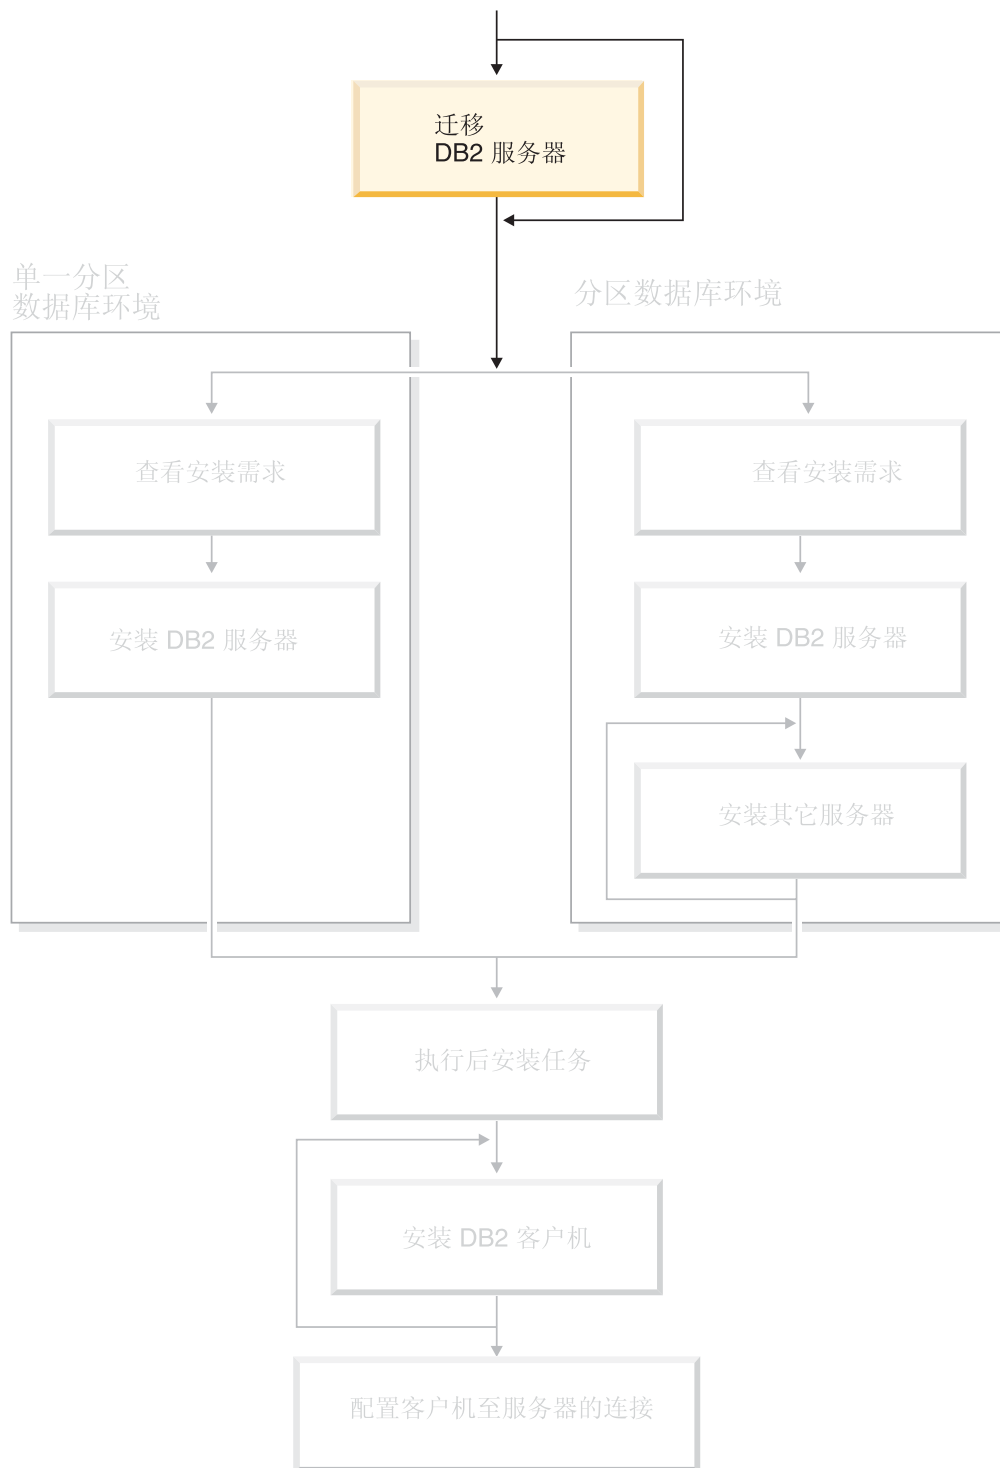 迁移
DB2 服务器
单一分区
数据库环境
分区数据库环境
查看安装需求
安装 DB2 服务器
查看安装需求
安装 DB2 服务器
安装其它服务器
执行后安装任务
安装 DB2 客户机
配置客户机至服务器的连接